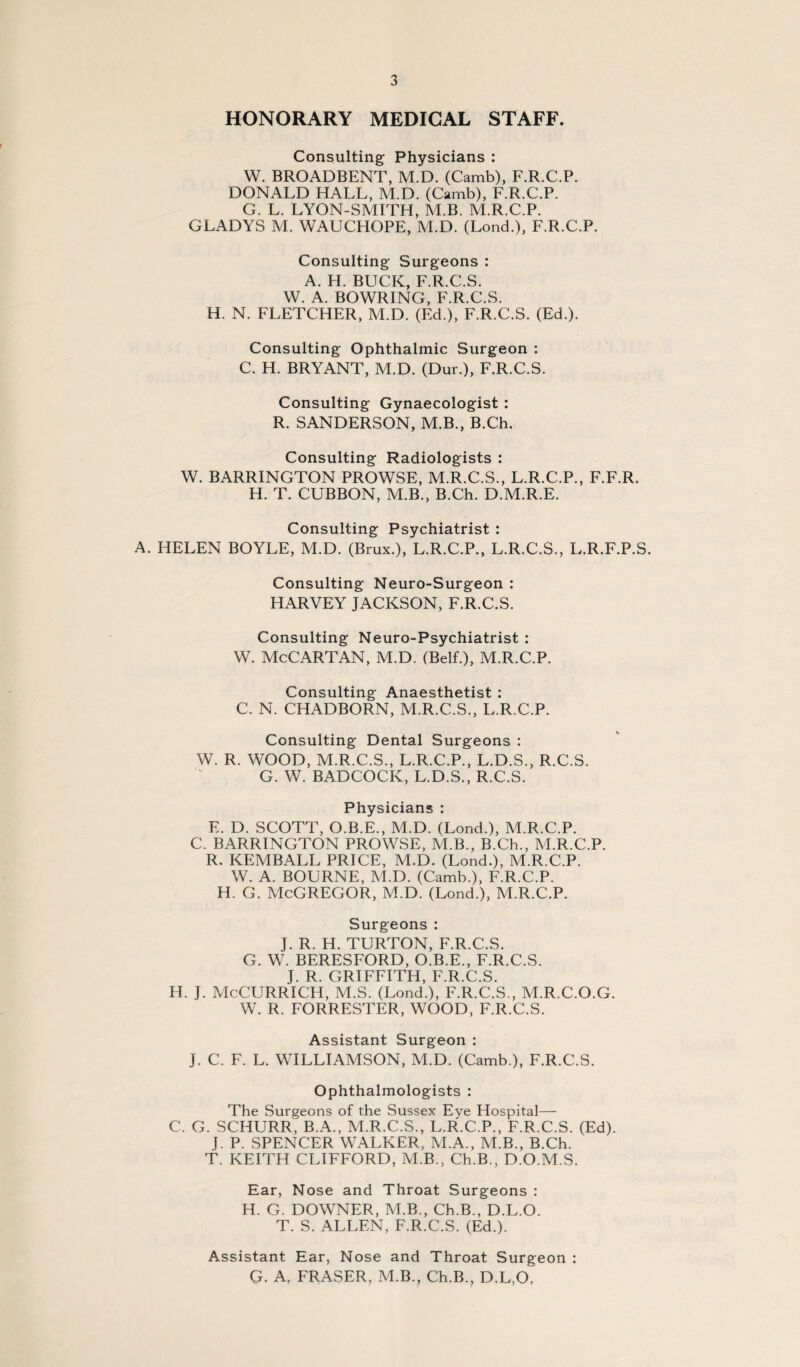 3
HONORARY MEDICAL STAFF.
Consulting Physicians :
W. BROADBENT, M.D. (Camb), F.R.C.P.
DONALD HALL, M.D. (Camb), F.R.C.P.
G. L. LYON-SMITH, M.B. M.R.C.P.
GLADYS M. WAUCHOPE, M.D. (Lond.), F.R.C.P.
Consulting Surgeons :
A. H. BUCK, F.R.C.S.
W. A. BOWRING, F.R.C.S.
H. N. FLETCHER, M.D. (Ed.), F.R.C.S. (Ed.).
Consulting Ophthalmic Surgeon :
C. H. BRYANT, M.D. (Dur.), F.R.C.S.
Consulting Gynaecologist :
R. SANDERSON, M.B., B.Ch.
Consulting Radiologists :
W. BARRINGTON PROWSE, M.R.C.S., L.R.C.P., F.F.R.
H. T. CUBBON, M.B., B.Ch. D.M.R.E.
Consulting Psychiatrist :
A. HELEN BOYLE, M.D. (Brux.), L.R.C.P., L.R.C.S., L.R.F.P.S.
Consulting Neuro-Surgeon :
HARVEY JACKSON, F.R.C.S.
Consulting Neuro-Psychiatrist :
W. McCARTAN, M.D. (Belf.), M.R.C.P.
Consulting Anaesthetist :
C. N. CHADBORN, M.R.C.S., L.R.C.P.
Consulting Dental Surgeons :
W. R. WOOD, M.R.C.S., L.R.C.P., L.D.S., R.C.S.
G. W. BADCOCK, L.D.S., R.C.S.
Physicians :
E. D. SCOTT, O.B.E., M.D. (Lond.), M.R.C.P.
C. BARRINGTON PROWSE, M.B., B.Ch., M.R.C.P.
R. KEMBALL PRICE, M.D. (Lond.), M.R.C.P.
W. A. BOURNE, M.D. (Camb.), F.R.C.P.
H. G. McGREGOR, M.D. (Lond.), M.R.C.P.
Surgeons :
J. R. H. TURTON, F.R.C.S.
G. W. BERESFORD, O.B.E., F.R.C.S.
J. R. GRIFFITH, F.R.C.S.
H. J. McCURRICH, M.S. (Lond.), F.R.C.S., M.R.C.O.G.
W. R. FORRESTER, WOOD, F.R.C.S.
Assistant Surgeon :
J. C. F. L. WILLIAMSON, M.D. (Camb.), F.R.C.S.
Ophthalmologists :
The Surgeons of the Sussex Eye Hospital—
C. G. SCHURR, B.A., M.R.C.S., L.R.C.P., F.R.C.S. (Ed).
J. P. SPENCER WALKER, M.A., M.B., B.Ch.
T. KEITH CLIFFORD, M.B., Ch.B., D.O.M.S.
Ear, Nose and Throat Surgeons :
H. G. DOWNER, M.B., Ch.B., D.L.O.
T. S. ALLEN, F.R.C.S. (Ed.).
Assistant Ear, Nose and Throat Surgeon :
G. A. FRASER, M.B., Ch.B., D.L.O.